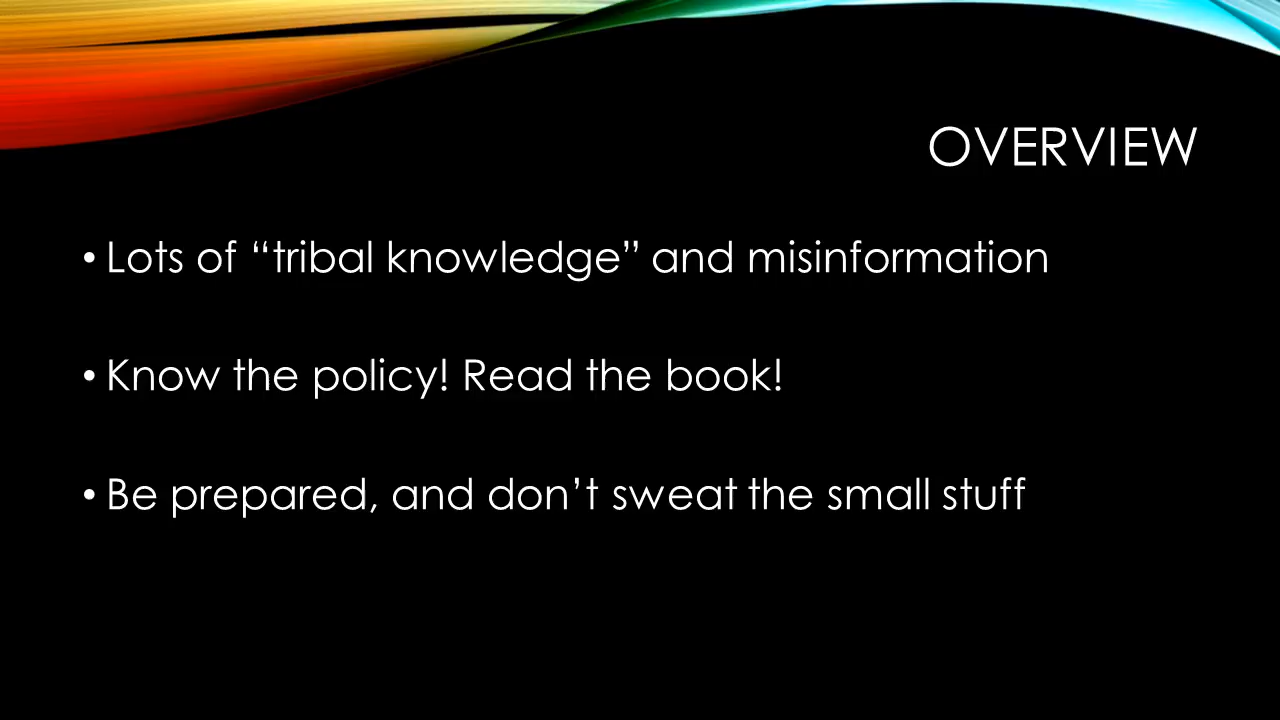 OVERVIEW
• Lots of “tribal knowledge” and misinformation
• Know the policy! Read the book!
• Be prepared, and don’t sweat the small stuff